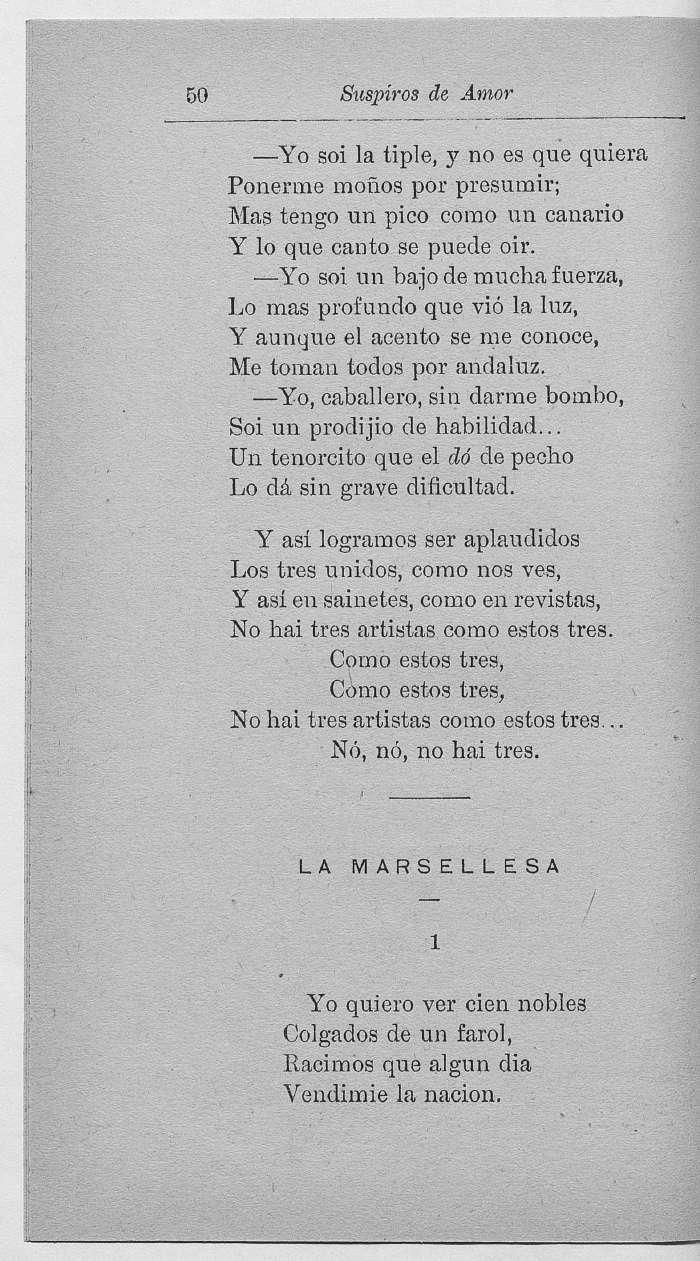 50 Suspiros de Amor
—Yo soi la tiple, y no es que quiera
Ponerme moños por presumir;
Mas tengo un pico como un canario
Y lo que canto se puede oir.
—Yo soi un bajo de mucha fuerza,
Lo mas profundo que vió la luz,
Y aunque el acento se me conoce,
Me toman todos por andaluz.
—Yo, caballero, sin darme bombo,
Soi un prodijio de habilidad...
Un tenorcito que el dó de pecho
Lo dá sin grave dificultad.
Y así logramos ser aplaudidos
Los tres unidos, como nos ves,
Y así en sainetes, como en revistas,
No hai tres artistas como estos tres.
Como estos tres,
Como estos tres,
No hai tres artistas como estos tres...
Nó, nó, no hai tres.
LA MARSELLESA
1
Yo quiero ver cien nobles
Colgados de un farol,
Racimos que algun dia
Vendimie la nacion.